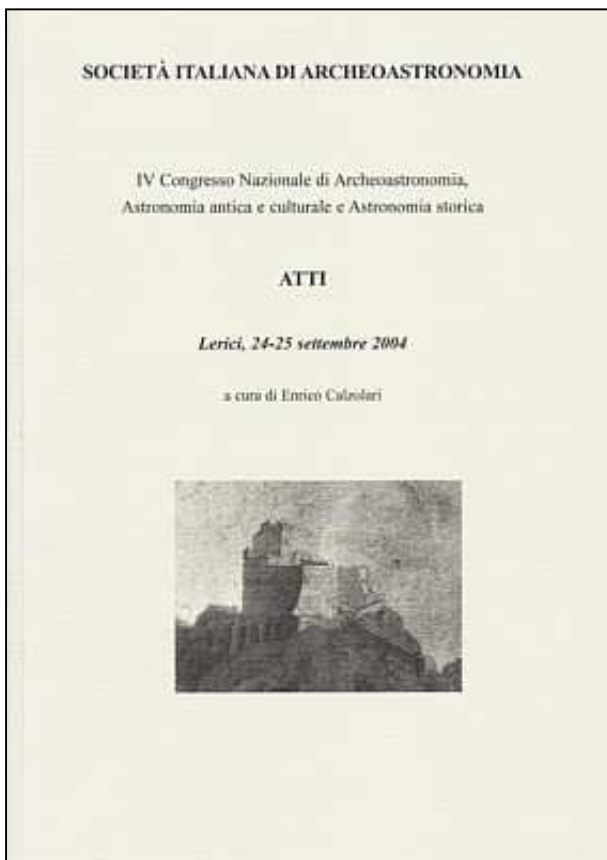 SOCIETÀ ITALIANA DI ARCHEOASTRONOMIA
IV Congresso Nazionale di Archeoastronomia,
Astronomia antica e culturale e Astronomia storica
ATTI
Lerici, 24-25 settembre 2004
a cura di Enrico Calzolari